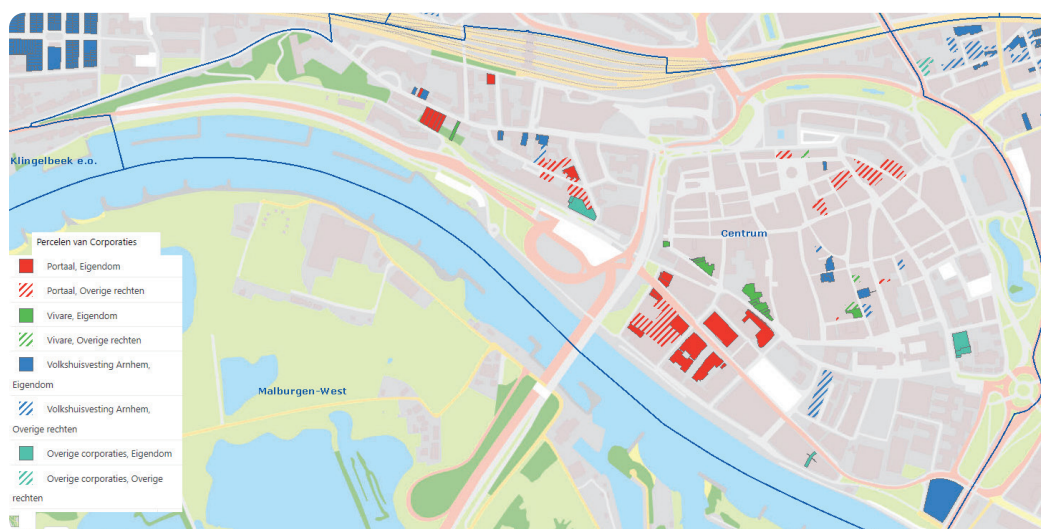 Klingelbeek e.o.
Centrum
Malburgen-West
Percelen van Corporaties
Portaal, Eigendom
Portaal, Overige rechten
Vivare, Eigendom
Vivare, Overige rechten
Volkshuisvesting Arnhem,
Eigendom
Volkshuisvesting Arnhem,
Overige rechten
Overige corporaties, Eigendom
Overige corporaties, Overige
rechten